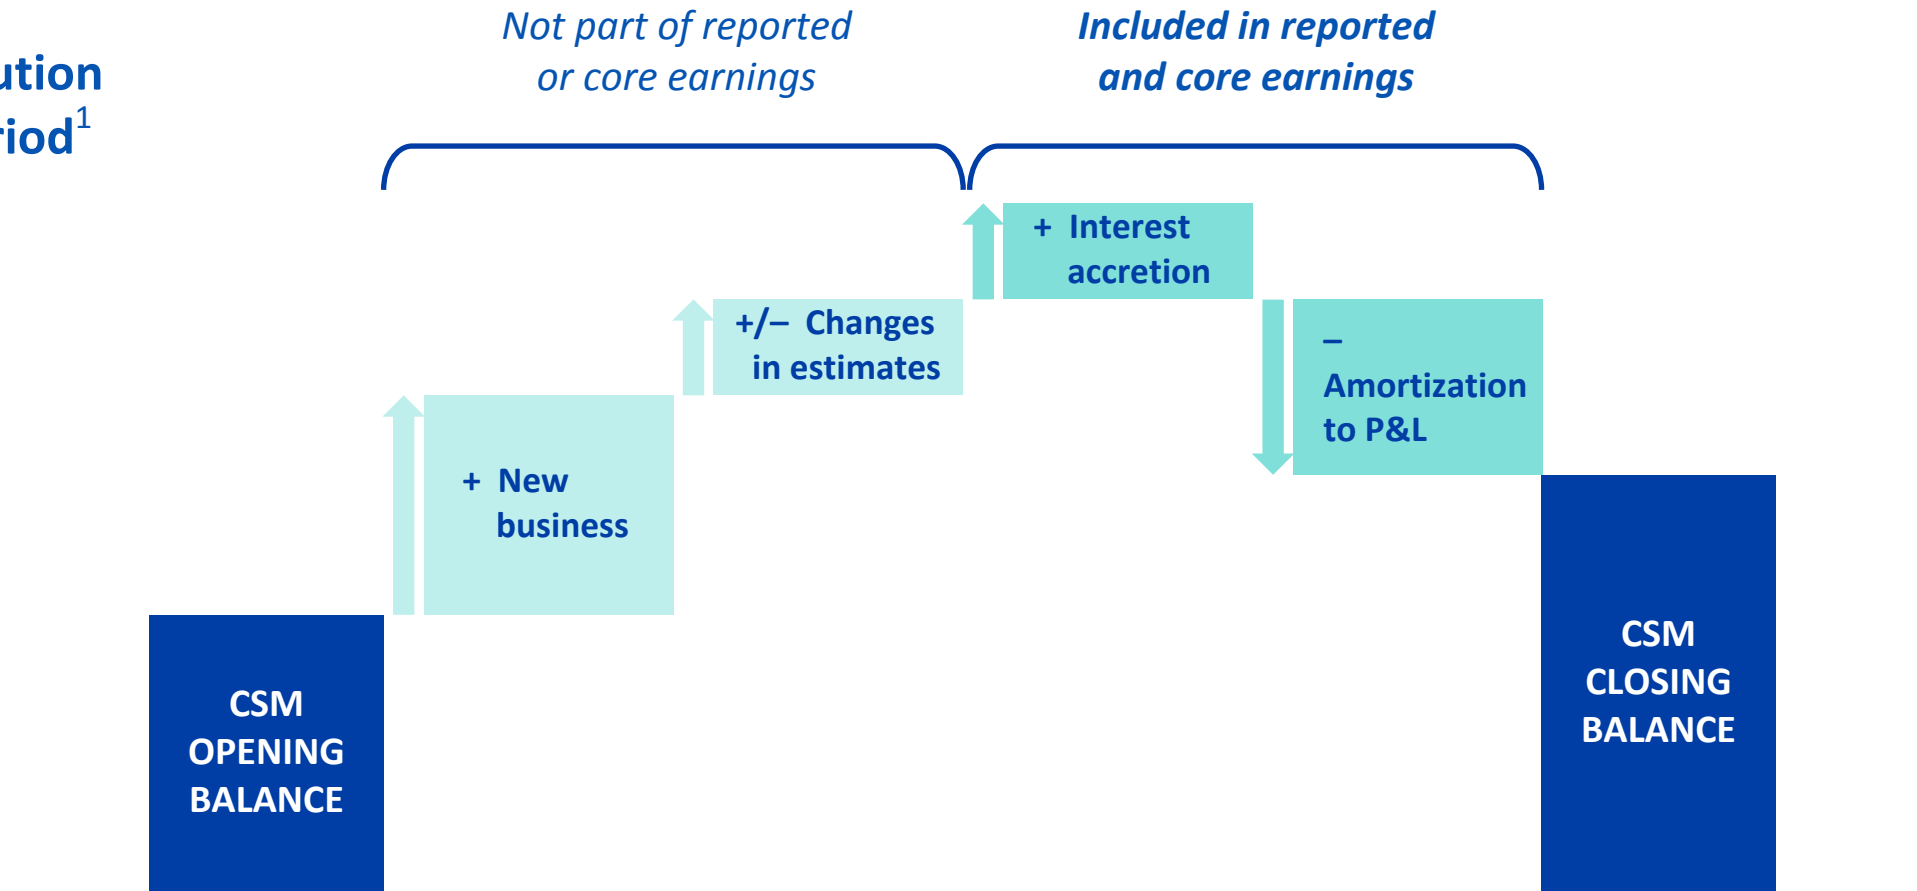 Not part of reported
or core earnings
Included in reported
and core earnings
riod1
+ Interest
accretion
+/– Changes
in estimates
–
Amortization
to P&L
+ New
business
CSM
OPENING
BALANCE
CSM
CLOSING
BALANCE